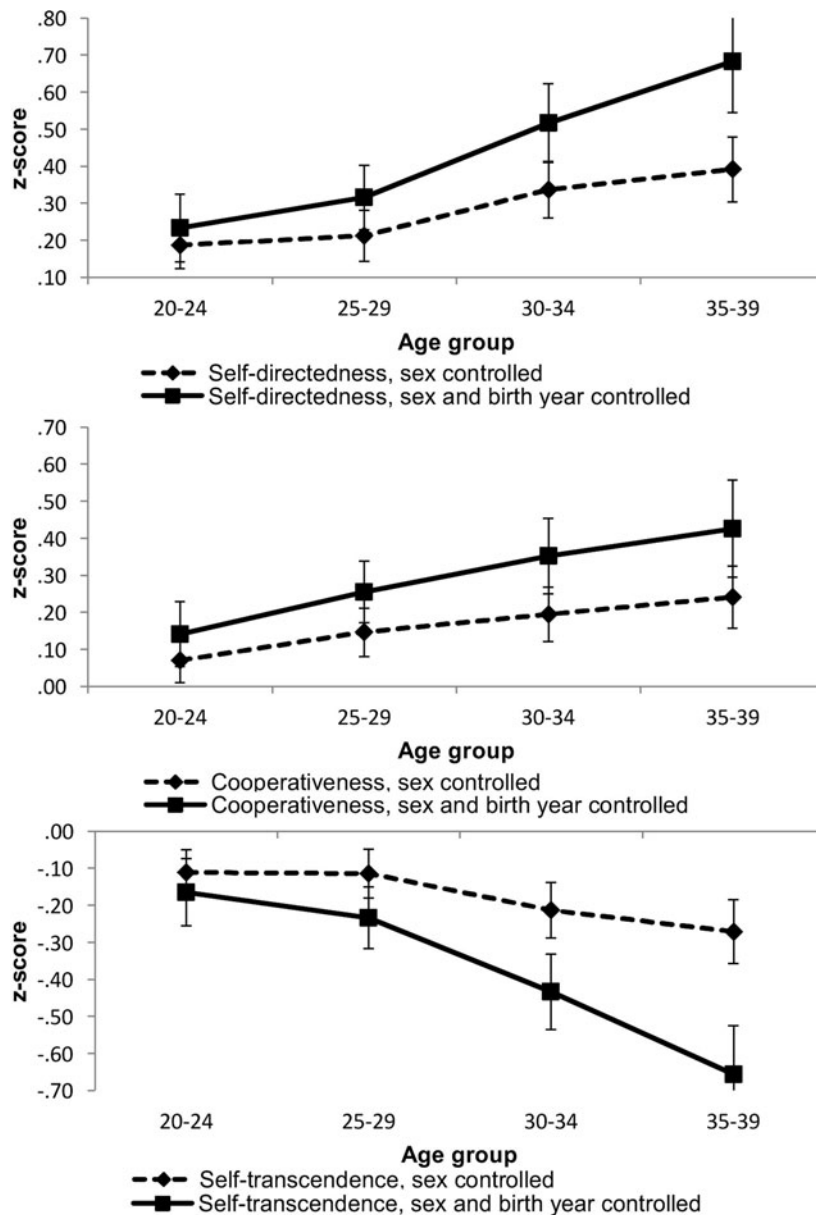 .80
.70
.60
.50
.40
.30
.20
.10
z-score
20-24 25-29 30-34 35-39
Age group
Self-directedness, sex controlled
Self-directedness, sex and birth year controlled
.70
.60
.50
.40
.30
.20
.10
.00
z-score
20-24 25-29 30-34 35-39
Age group
Cooperativeness, sex controlled
Cooperativeness, sex and birth year controlled
.00
-.10
-.20
-.30
-.40
-.50
-.60
-.70
z-score
20-24 25-29 30-34 35-39
Age group
Self-transcendence, sex controlled
Self-transcendence, sex and birth year controlled